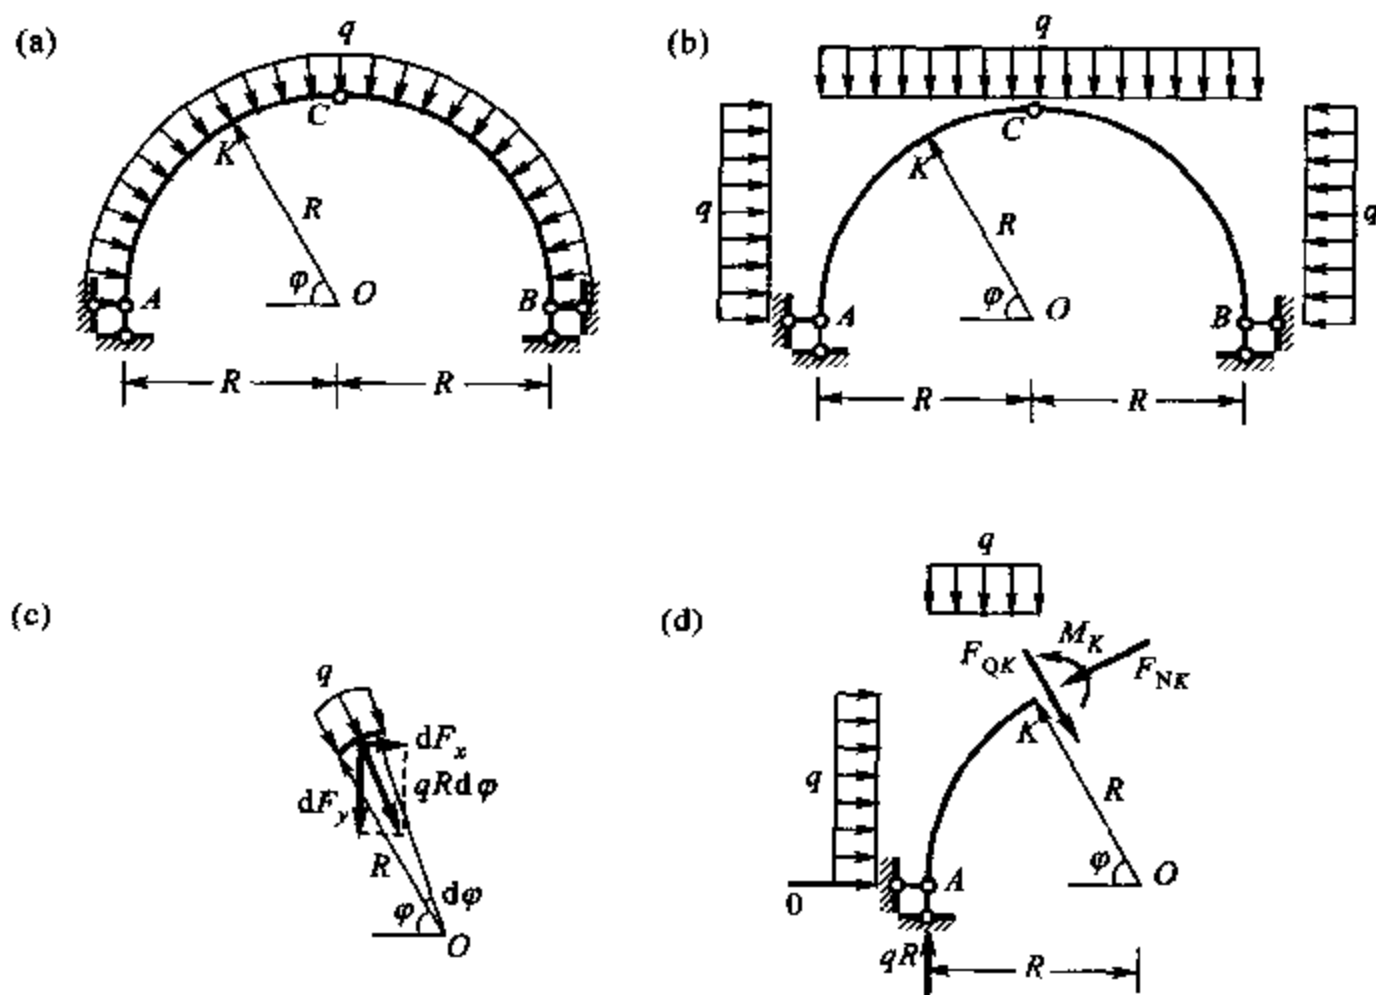 (a)
q
C
K
R
φ
O
A
B
R
R
(b)
q
q
q
C
K
R
φ
O
A
B
R
R
(c)
q
dF_x
qRdφ
dF_y
R
φ
dφ
O
(d)
q
F_QK
M_K
F_NK
K
q
R
A
φ
O
0
qR
R